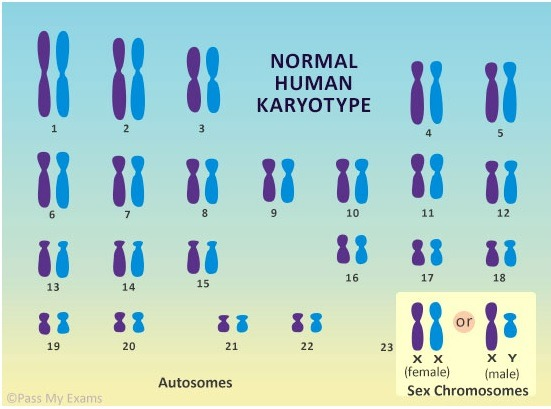 NORMAL
HUMAN
KARYOTYPE
1
2
3
4
5
6
7
8
9
10
11
12
13
14
15
16
17
18
19
20
21
22
23
or
X X
(female)
X Y
(male)
Autosomes
Sex Chromosomes
©Pass My Exams